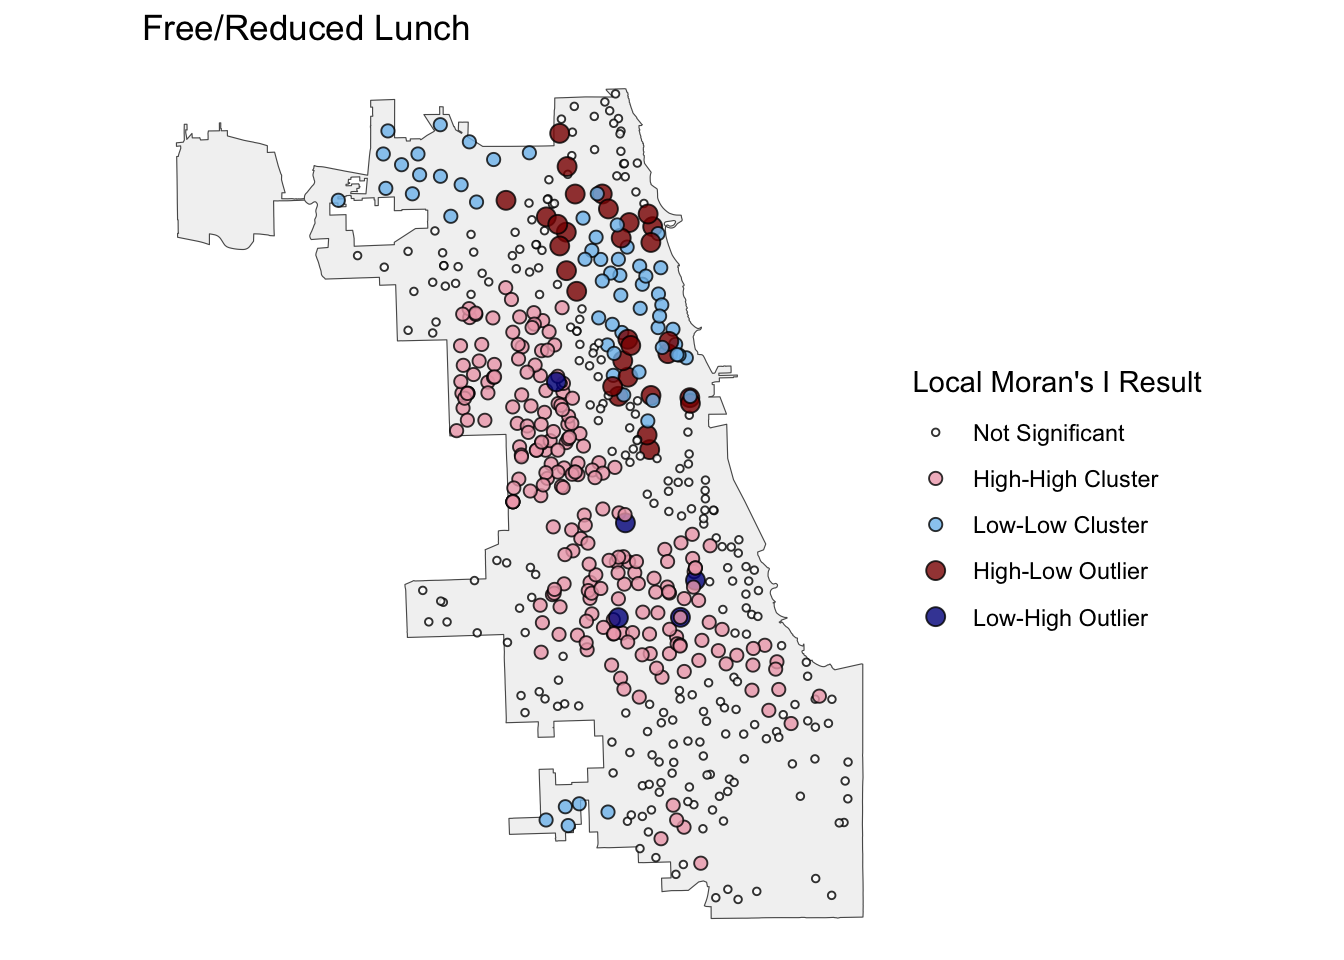 Free/Reduced Lunch
Local Moran's I Result
Not Significant
High-High Cluster
Low-Low Cluster
High-Low Outlier
Low-High Outlier